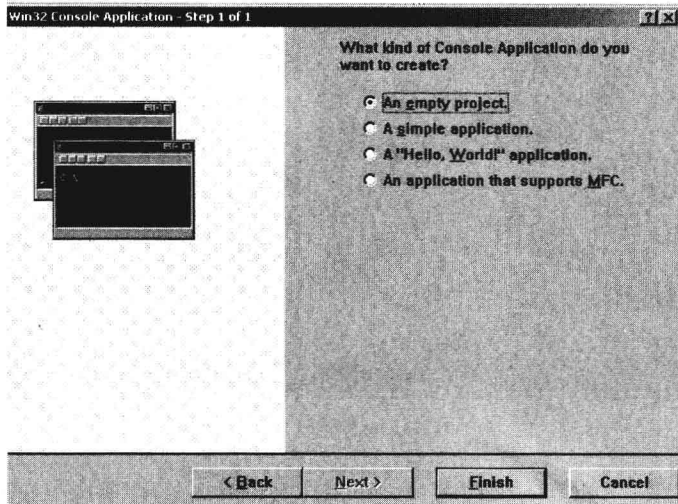 Win32 Console Application - Step 1 of 1
What kind of Console Application do you
want to create?
An empty project.
A simple application.
A "Hello, World!" application.
An application that supports MFC.
< Back
Next >
Finish
Cancel